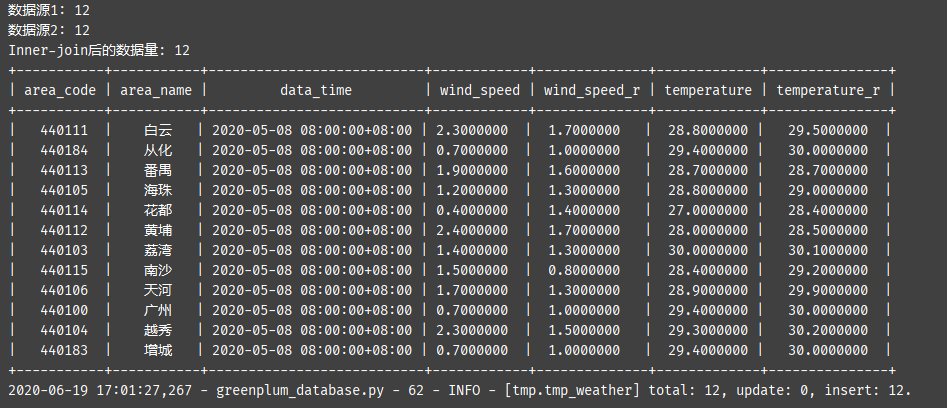 数据源1: 12
数据源2: 12
Inner-join后的数据量: 12
+-----------+-----------+---------------------------+------------+--------------+-------------+---------------+
| area_code | area_name |         data_time         | wind_speed | wind_speed_r | temperature | temperature_r |
+-----------+-----------+---------------------------+------------+--------------+-------------+---------------+
|   440111  |    白云   | 2020-05-08 08:00:00+08:00 | 2.3000000  |  1.7000000   |  28.8000000 |   29.5000000  |
|   440184  |    从化   | 2020-05-08 08:00:00+08:00 | 0.7000000  |  1.0000000   |  29.4000000 |   30.0000000  |
|   440113  |    番禺   | 2020-05-08 08:00:00+08:00 | 1.9000000  |  1.6000000   |  28.7000000 |   28.7000000  |
|   440105  |    海珠   | 2020-05-08 08:00:00+08:00 | 1.2000000  |  1.3000000   |  28.8000000 |   29.0000000  |
|   440114  |    花都   | 2020-05-08 08:00:00+08:00 | 0.4000000  |  1.4000000   |  27.0000000 |   28.4000000  |
|   440112  |    黄埔   | 2020-05-08 08:00:00+08:00 | 2.4000000  |  1.7000000   |  28.0000000 |   28.5000000  |
|   440103  |    荔湾   | 2020-05-08 08:00:00+08:00 | 1.4000000  |  1.3000000   |  30.0000000 |   30.1000000  |
|   440115  |    南沙   | 2020-05-08 08:00:00+08:00 | 1.5000000  |  0.8000000   |  28.4000000 |   29.2000000  |
|   440106  |    天河   | 2020-05-08 08:00:00+08:00 | 1.7000000  |  1.3000000   |  28.9000000 |   29.9000000  |
|   440100  |    广州   | 2020-05-08 08:00:00+08:00 | 0.7000000  |  1.0000000   |  29.4000000 |   30.0000000  |
|   440104  |    越秀   | 2020-05-08 08:00:00+08:00 | 2.3000000  |  1.5000000   |  29.3000000 |   30.2000000  |
|   440183  |    增城   | 2020-05-08 08:00:00+08:00 | 0.7000000  |  1.0000000   |  29.4000000 |   30.0000000  |
+-----------+-----------+---------------------------+------------+--------------+-------------+---------------+
2020-06-19 17:01:27,267 - greenplum_database.py - 62 - INFO - [tmp.tmp_weather] total: 12, update: 0, insert: 12.